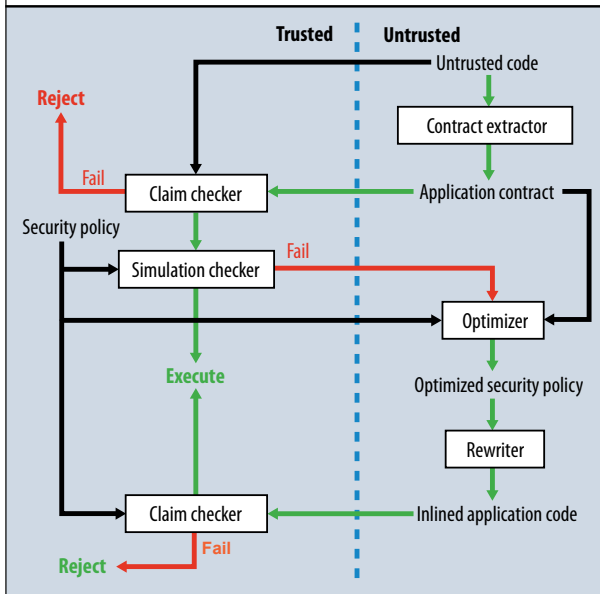 Trusted Untrusted
Untrusted code
Reject
Contract extractor
Fail
Claim checker
Application contract
Security policy
Simulation checker
Fail
Optimizer
Execute
Optimized security policy
Rewriter
Claim checker
Inlined application code
Fail
Reject